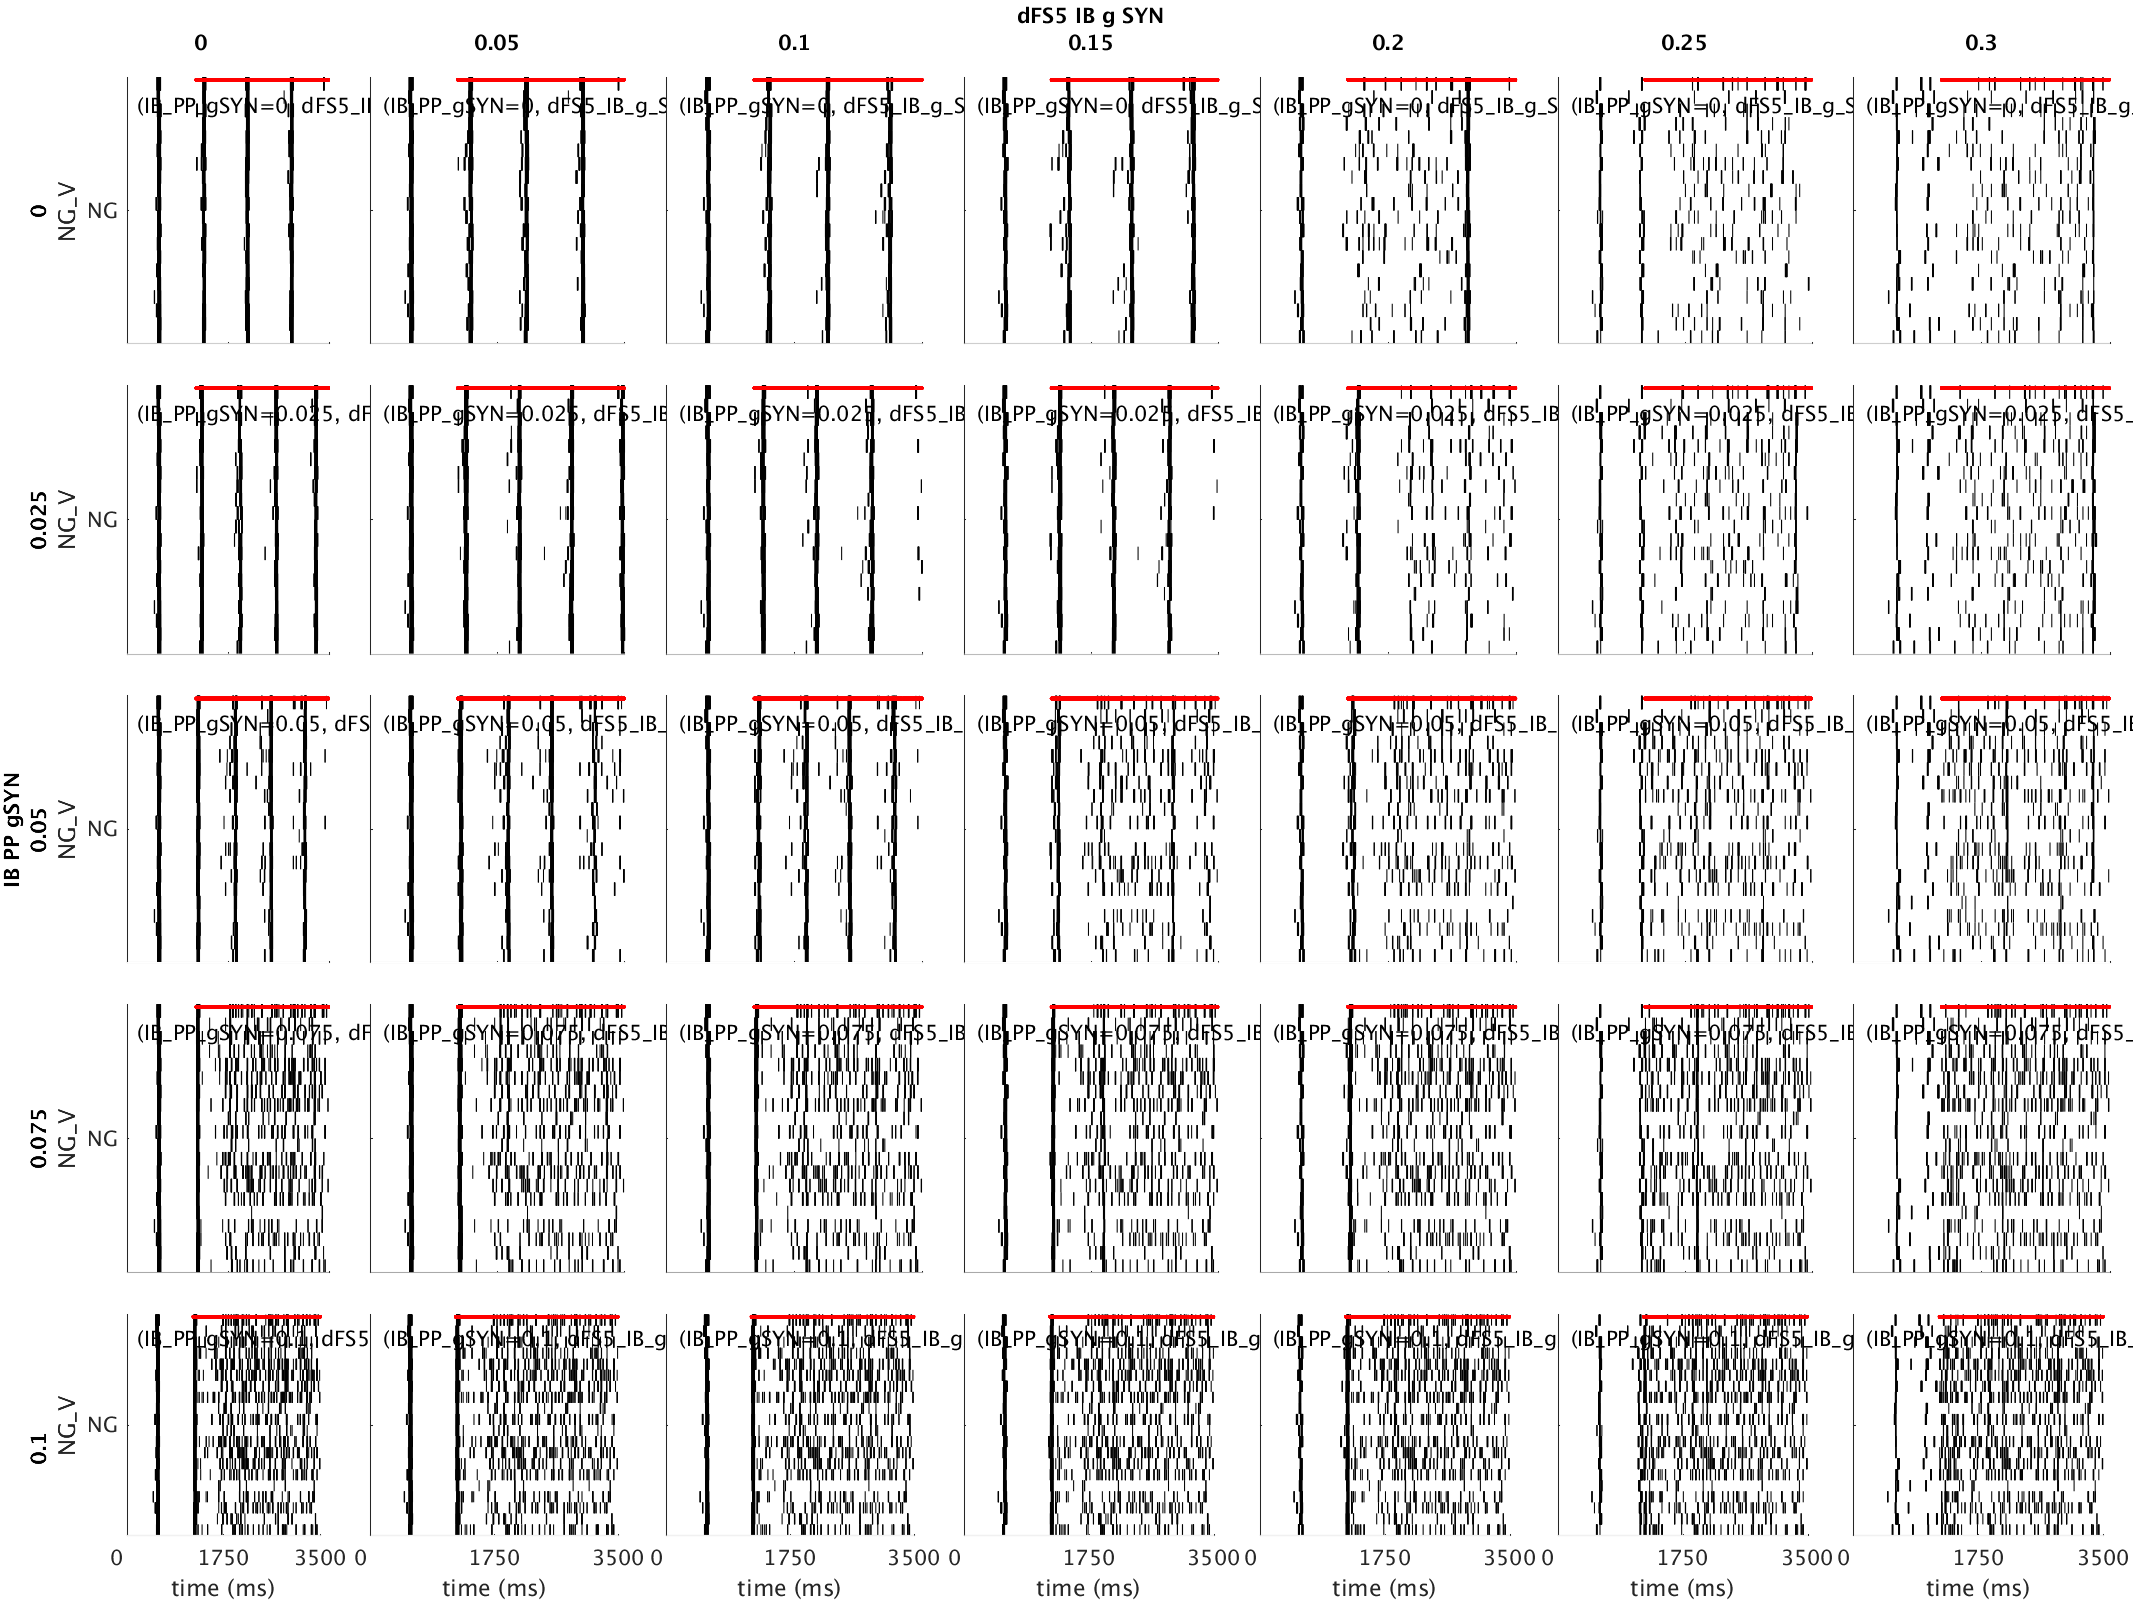 dFS5 IB g SYN
0 0.05 0.1 0.15 0.2 0.25 0.3
IB PP gSYN
0
NG_V
NG
(IB_PP_gSYN=0, dFS5_IB (IB_PP_gSYN=0, dFS5_IB_g_S (IB_PP_gSYN=0, dFS5_IB_g_S (IB_PP_gSYN=0, dFS5_IB_g_S (IB_PP_gSYN=0, dFS5_IB_g_S (IB_PP_gSYN=0, dFS5_IB_g_S (IB_PP_gSYN=0, dFS5_IB_g_
0.025
NG_V
NG
(IB_PP_gSYN=0.025, dF (IB_PP_gSYN=0.025, dFS5_IB (IB_PP_gSYN=0.025, dFS5_IB (IB_PP_gSYN=0.025, dFS5_IB (IB_PP_gSYN=0.025, dFS5_IB (IB_PP_gSYN=0.025, dFS5_IB (IB_PP_gSYN=0.025, dFS5_
0.05
NG_V
NG
(IB_PP_gSYN=0.05, dFS (IB_PP_gSYN=0.05, dFS5_IB_ (IB_PP_gSYN=0.05, dFS5_IB_ (IB_PP_gSYN=0.05, dFS5_IB_ (IB_PP_gSYN=0.05, dFS5_IB_ (IB_PP_gSYN=0.05, dFS5_IB_ (IB_PP_gSYN=0.05, dFS5_IB
0.075
NG_V
NG
(IB_PP_gSYN=0.075, dF (IB_PP_gSYN=0.075, dFS5_IB (IB_PP_gSYN=0.075, dFS5_IB (IB_PP_gSYN=0.075, dFS5_IB (IB_PP_gSYN=0.075, dFS5_IB (IB_PP_gSYN=0.075, dFS5_IB (IB_PP_gSYN=0.075, dFS5_
0.1
NG_V
NG
(IB_PP_gSYN=0.1, dFS5 (IB_PP_gSYN=0.1, dFS5_IB_g (IB_PP_gSYN=0.1, dFS5_IB_g (IB_PP_gSYN=0.1, dFS5_IB_g (IB_PP_gSYN=0.1, dFS5_IB_g (IB_PP_gSYN=0.1, dFS5_IB_g (IB_PP_gSYN=0.1, dFS5_IB_
0 1750 3500 0 1750 3500 0 1750 3500 0 1750 3500 0 1750 3500 0 1750 3500 0 1750 3500
time (ms) time (ms) time (ms) time (ms) time (ms) time (ms) time (ms)